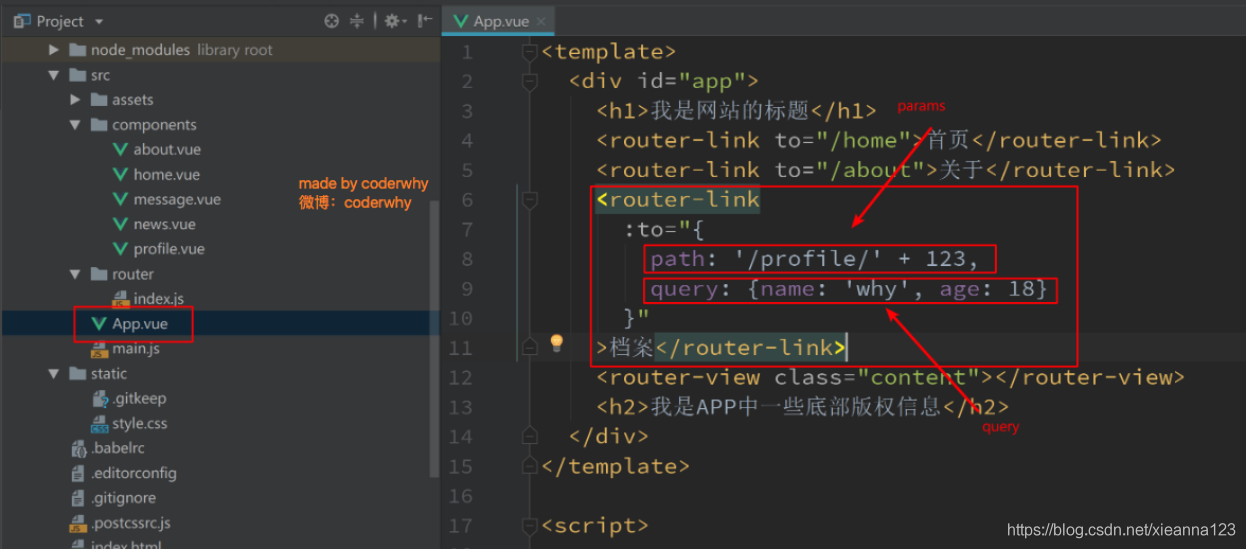 Project
node_modules library root
src
assets
components
about.vue
home.vue
message.vue
news.vue
profile.vue
router
index.js
App.vue
main.js
static
.gitkeep
style.css
.babelrc
.editorconfig
.gitignore
.postcssrc.js
index.html
made by coderwhy
微博：coderwhy
App.vue
1 <template>
2 <div id="app">
3 <h1>我是网站的标题</h1>
params
4 <router-link to="/home">首页</router-link>
5 <router-link to="/about">关于</router-link>
6 <router-link
7 :to="{
8 path: '/profile/' + 123,
9 query: {name: 'why', age: 18}
10 }"
11 >档案</router-link>
12 <router-view class="content"></router-view>
13 <h2>我是APP中一些底部版权信息</h2>
query
14 </div>
15 </template>
16
17 <script>
https://blog.csdn.net/xieanna123